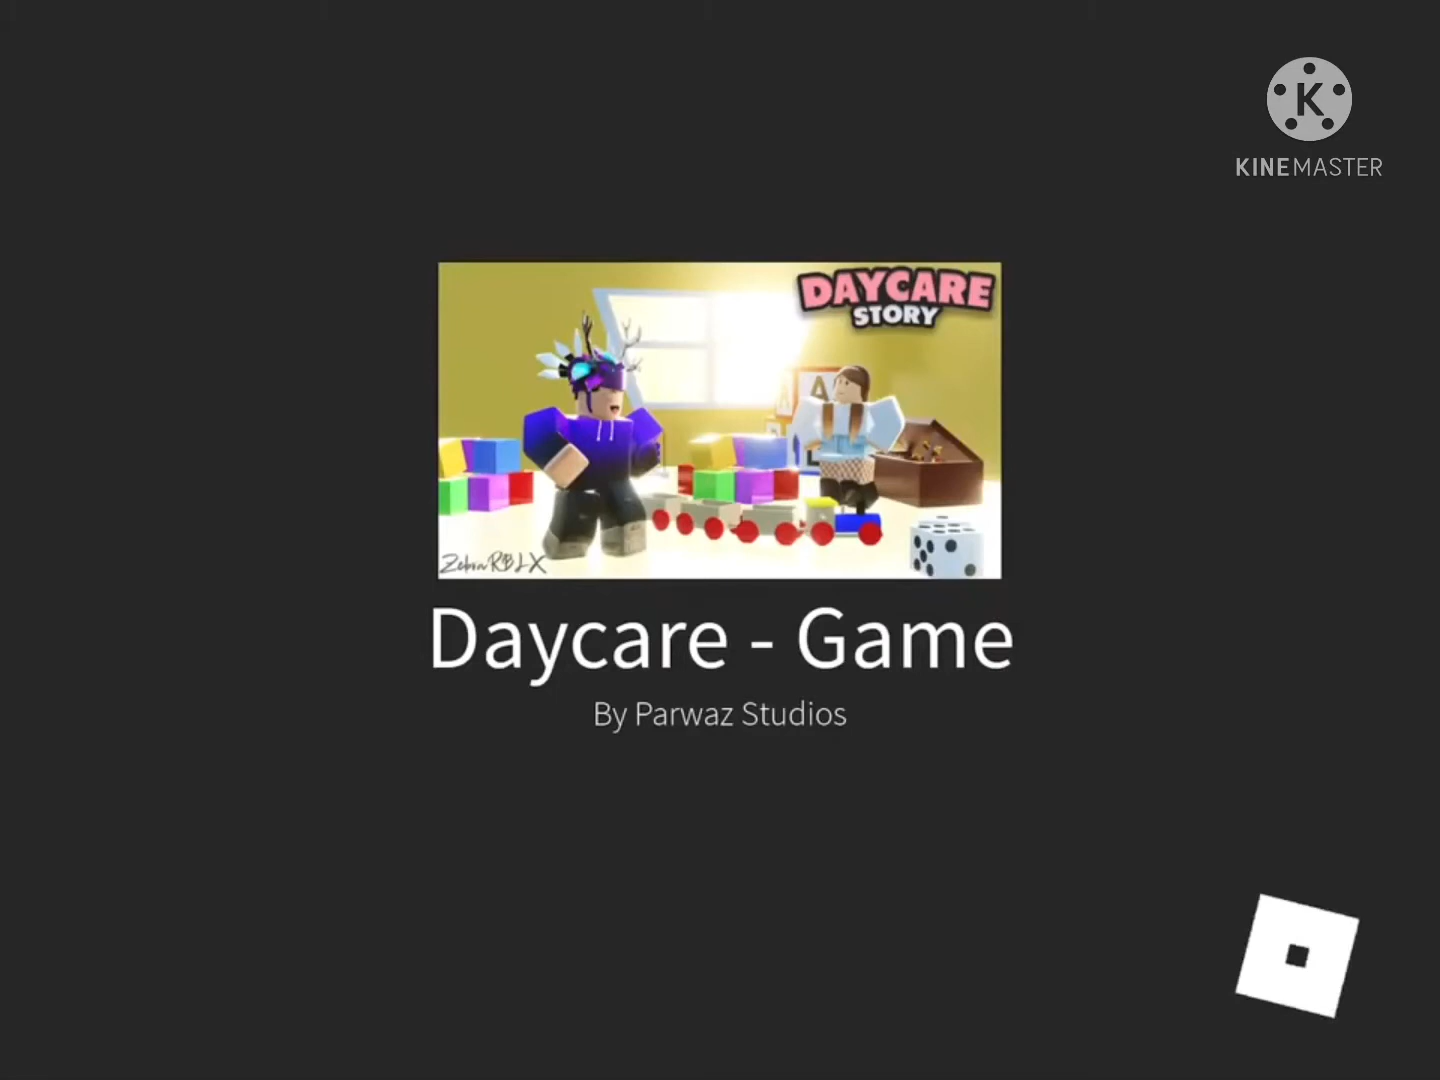 KINEMASTER
DAYCARE
STORY
A
ZebraRBLX
Daycare - Game
By Parwaz Studios